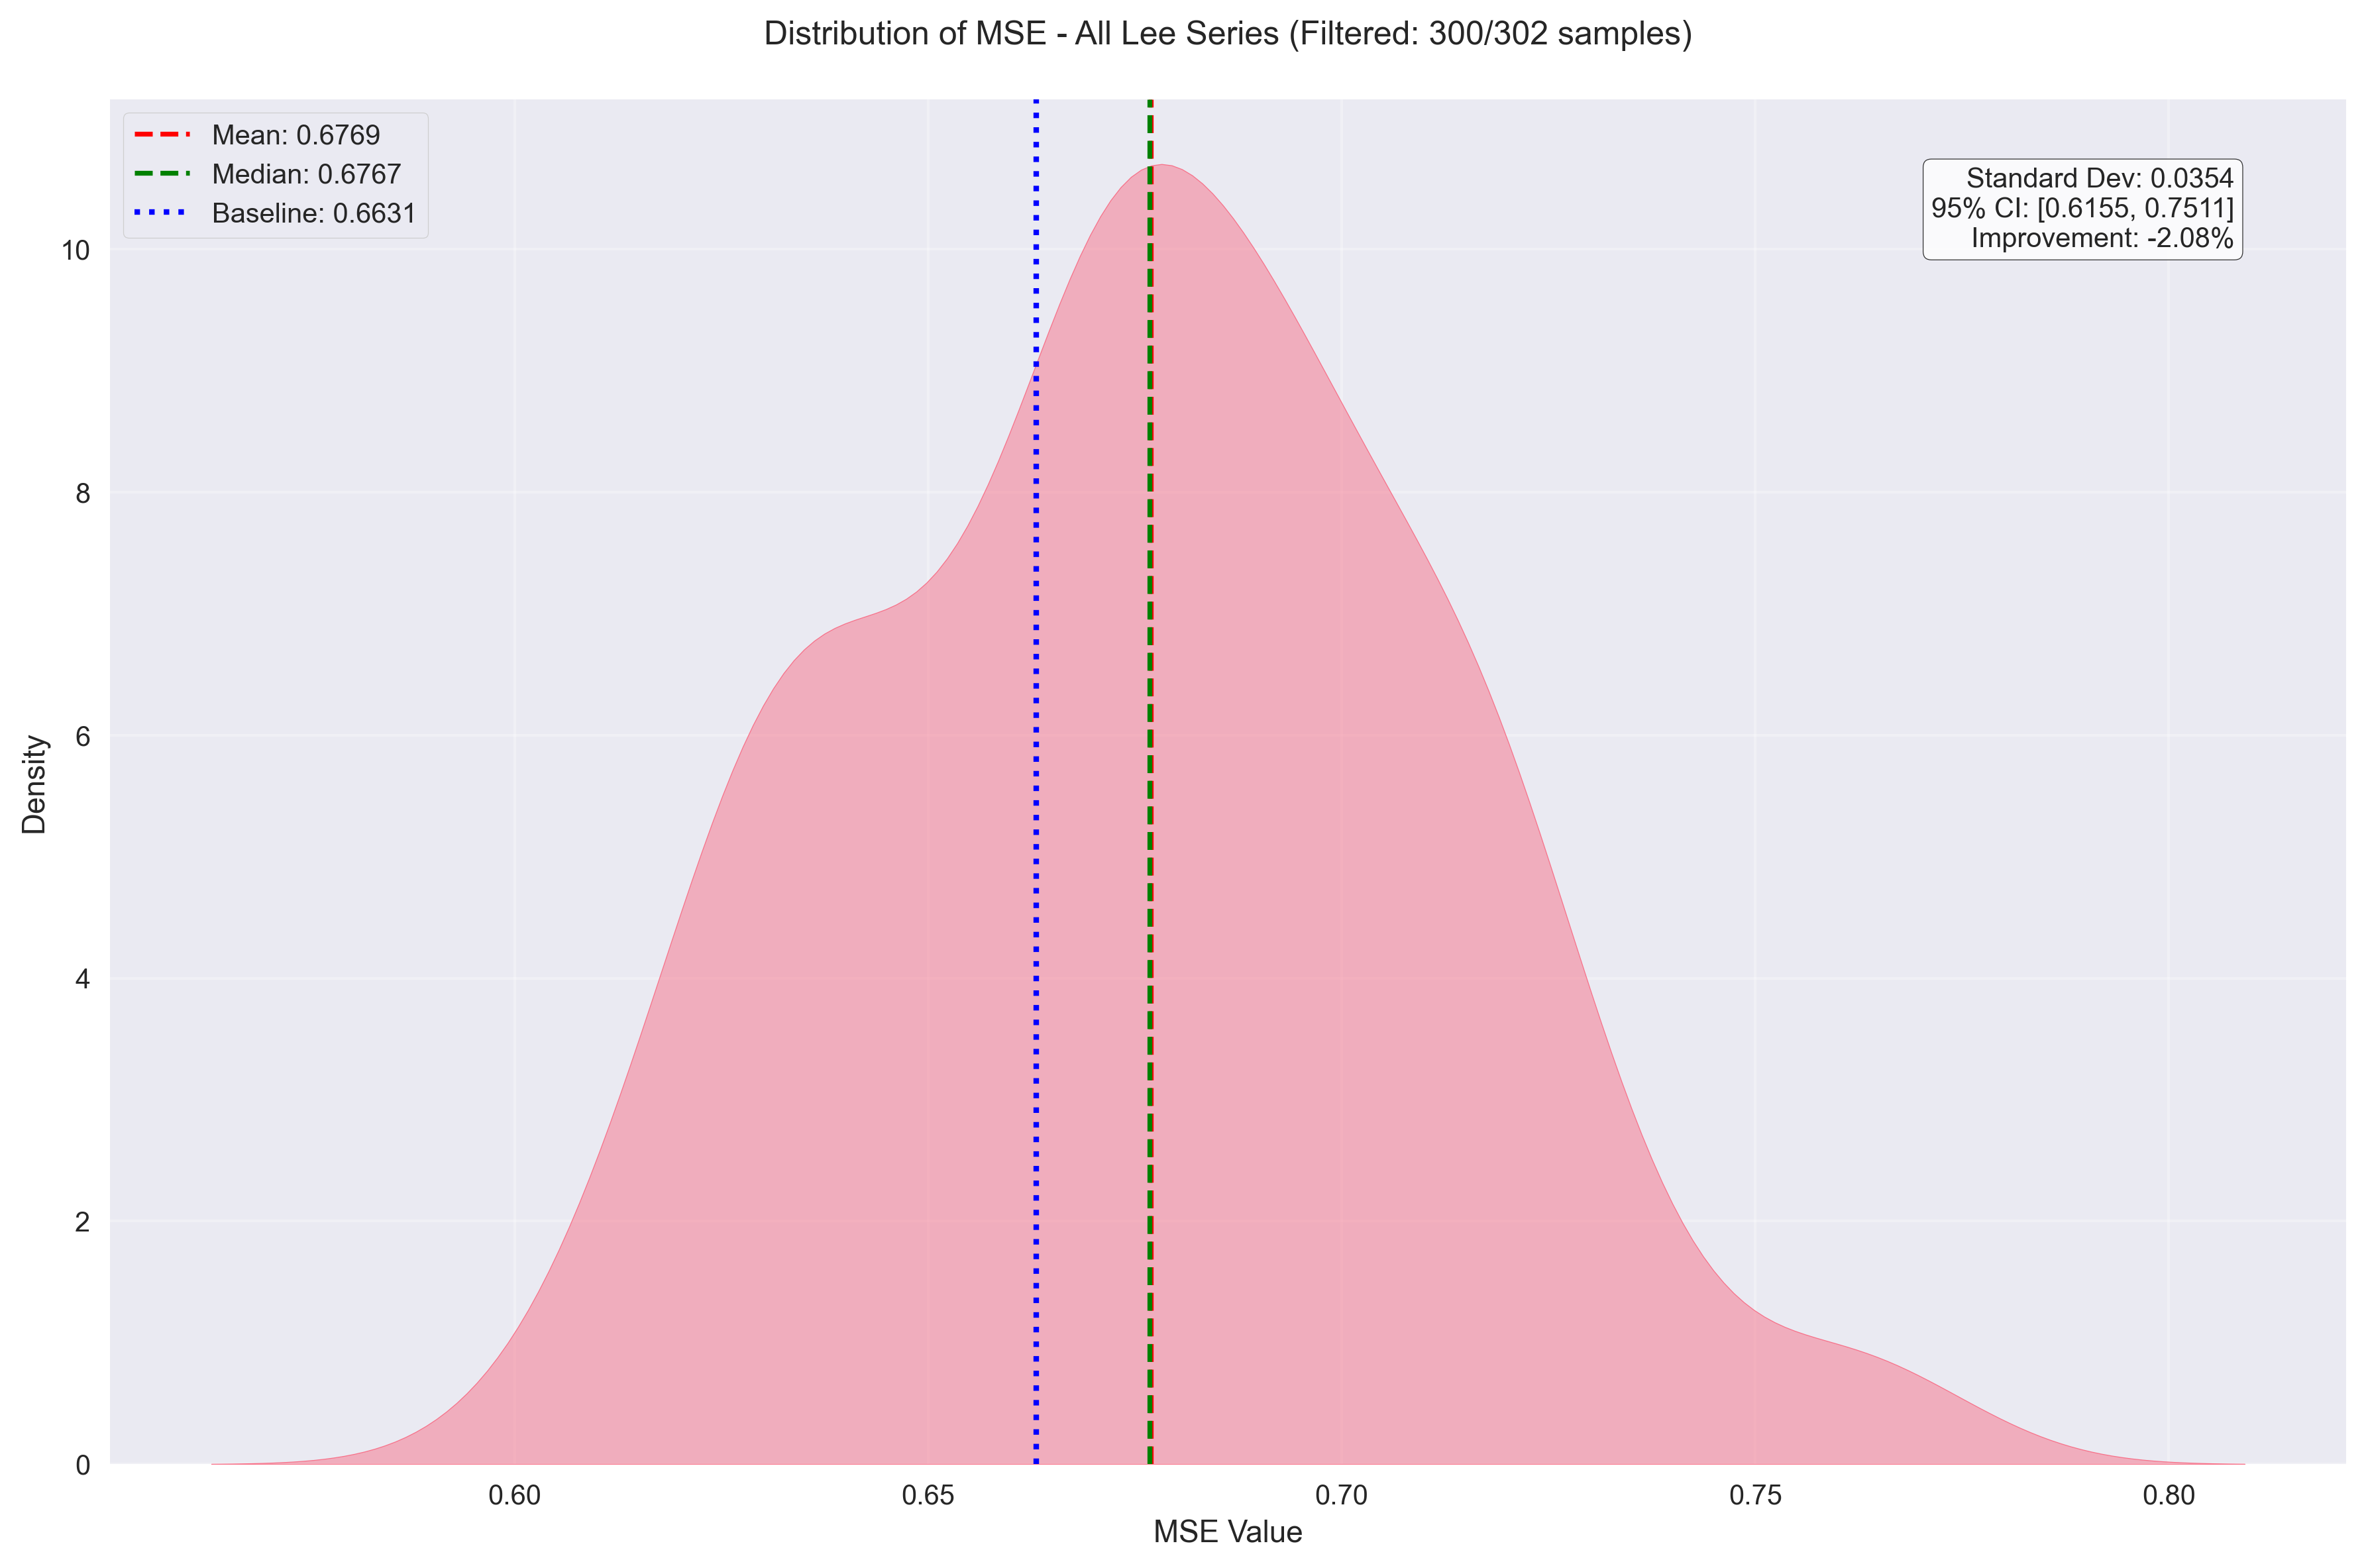 Distribution of MSE - All Lee Series (Filtered: 300/302 samples)
Mean: 0.6769
Median: 0.6767
Baseline: 0.6631
Standard Dev: 0.0354
95% CI: [0.6155, 0.7511]
Improvement: -2.08%
Density
10
8
6
4
2
0
0.60
0.65
0.70
0.75
0.80
MSE Value